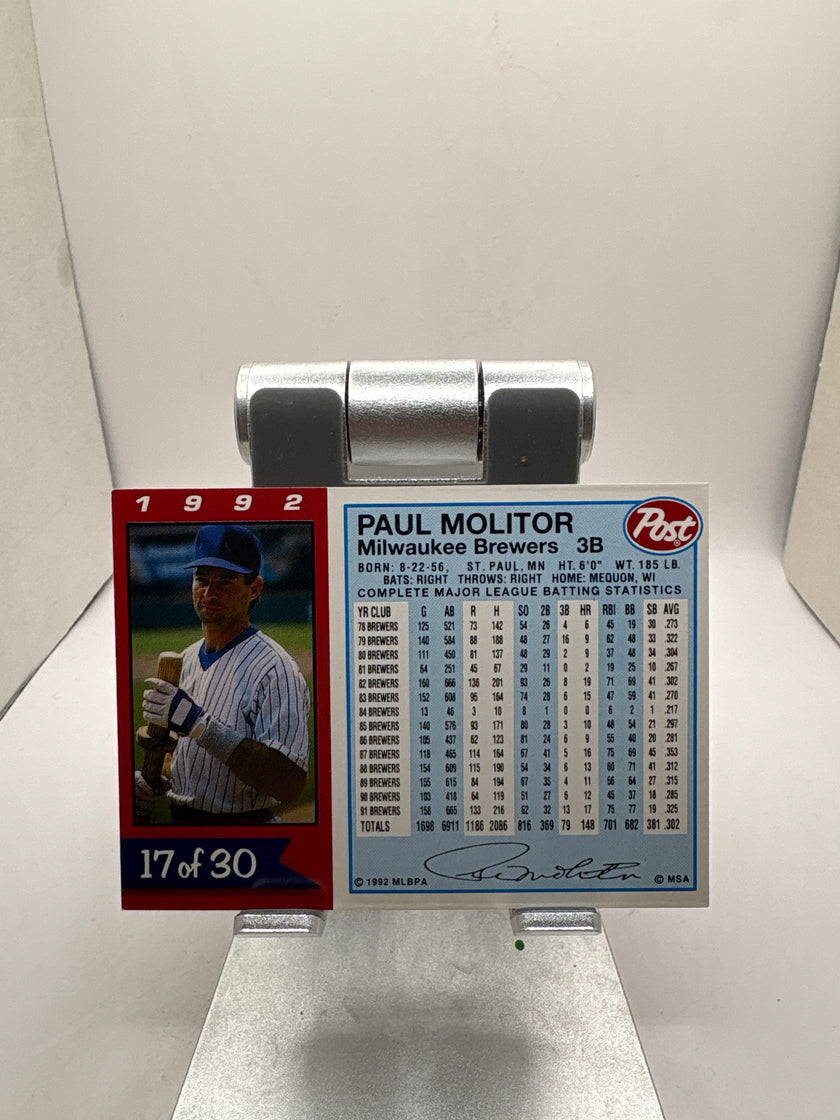 1992
PAUL MOLITOR
Post®
Milwaukee Brewers 3B
BORN: 8-22-56, ST. PAUL, MN HT. 6'0" WT. 185 LB.
BATS: RIGHT THROWS: RIGHT HOME: MEQUON, WI
COMPLETE MAJOR LEAGUE BATTING STATISTICS
YR CLUB G AB R H SO 2B 3B HR RBI BB SB AVG
78 BREWERS 125 521 73 142 54 26 4 6 45 19 30 .273
79 BREWERS 140 584 88 188 48 27 16 9 62 48 33 .322
80 BREWERS 111 450 81 137 48 29 2 9 37 48 34 .304
81 BREWERS 64 251 45 67 29 11 0 2 19 25 10 .267
82 BREWERS 160 666 136 201 93 26 8 19 71 69 41 .302
83 BREWERS 152 608 95 164 74 28 6 15 47 59 41 .270
84 BREWERS 13 46 3 10 8 1 0 0 6 2 1 .217
85 BREWERS 140 576 93 171 80 28 3 10 48 54 21 .297
86 BREWERS 105 437 62 123 81 24 6 9 55 40 20 .281
87 BREWERS 118 465 114 164 67 41 5 16 75 69 45 .353
88 BREWERS 154 609 115 190 54 34 6 13 60 71 41 .312
89 BREWERS 155 615 84 194 67 35 4 11 56 64 27 .315
90 BREWERS 103 418 64 119 51 27 6 12 45 37 18 .285
91 BREWERS 158 665 133 216 62 32 13 17 75 77 19 .325
TOTALS 1698 6911 1186 2086 816 369 79 148 701 682 381 .302
17 of 30
Paul Molitor
© 1992 MLBPA
© MSA